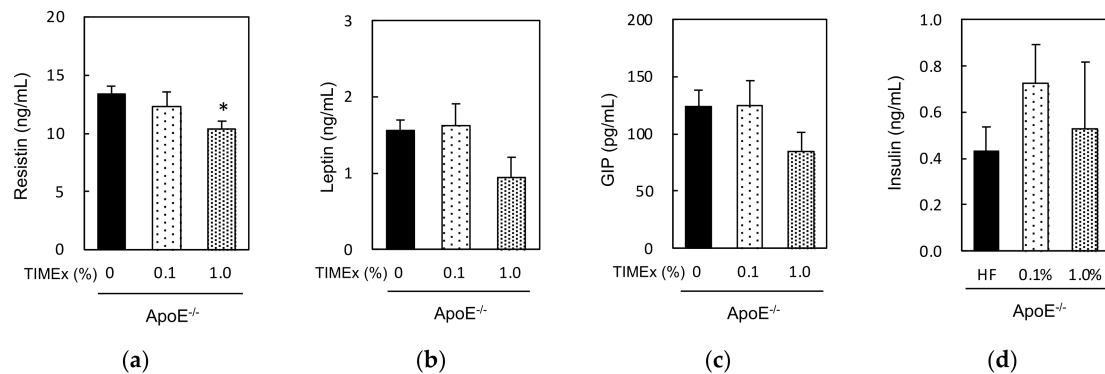 Resistin (ng/mL)
20
15
10
5
0
*
TIMEx (%) 0 0.1 1.0
ApoE-/-
(a)
Leptin (ng/mL)
3
2
1
0
TIMEx (%) 0 0.1 1.0
ApoE-/-
(b)
GIP (pg/mL)
200
150
100
50
0
TIMEx (%) 0 0.1 1.0
ApoE-/-
(c)
Insulin (ng/mL)
1.0
0.8
0.6
0.4
0.2
0.0
HF 0.1% 1.0%
ApoE-/-
(d)